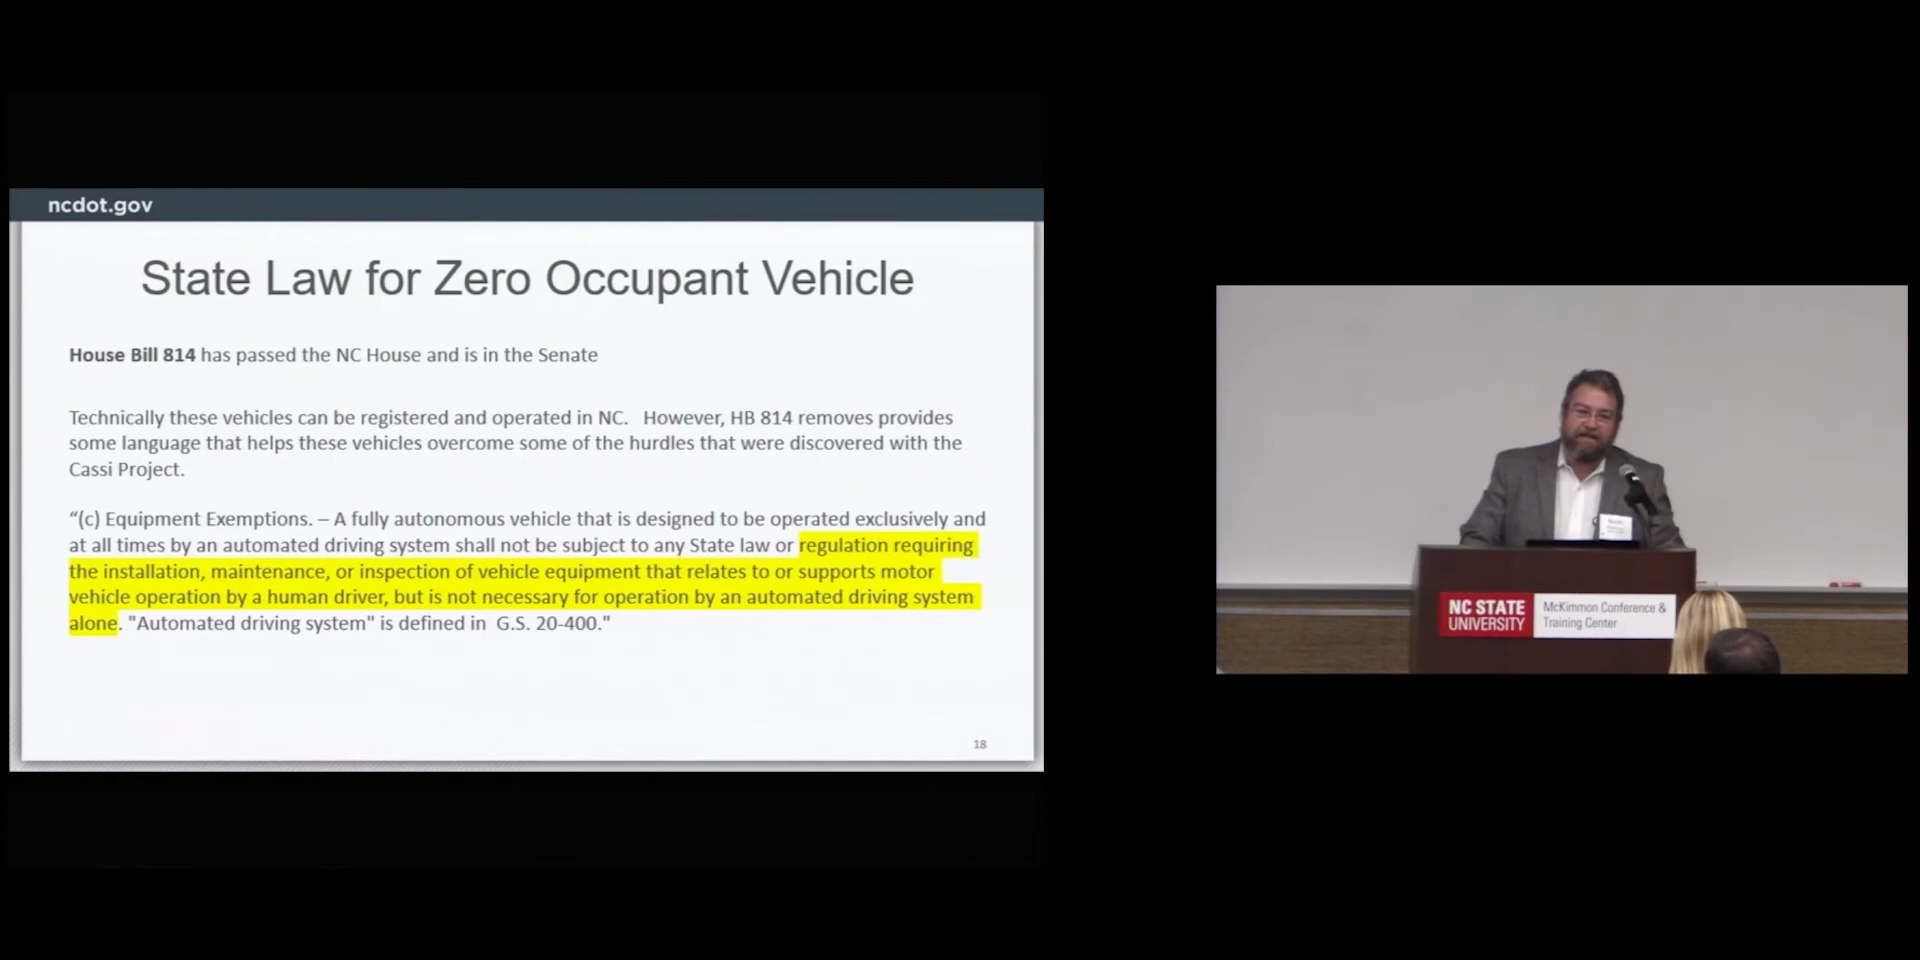 ncdot.gov
State Law for Zero Occupant Vehicle
House Bill 814 has passed the NC House and is in the Senate
Technically these vehicles can be registered and operated in NC. However, HB 814 removes provides
some language that helps these vehicles overcome some of the hurdles that were discovered with the
Cassi Project.
“(c) Equipment Exemptions. – A fully autonomous vehicle that is designed to be operated exclusively and
at all times by an automated driving system shall not be subject to any State law or regulation requiring
the installation, maintenance, or inspection of vehicle equipment that relates to or supports motor
vehicle operation by a human driver, but is not necessary for operation by an automated driving system
alone. "Automated driving system" is defined in G.S. 20-400."
18
NC STATE
UNIVERSITY
McKimmon Conference &
Training Center